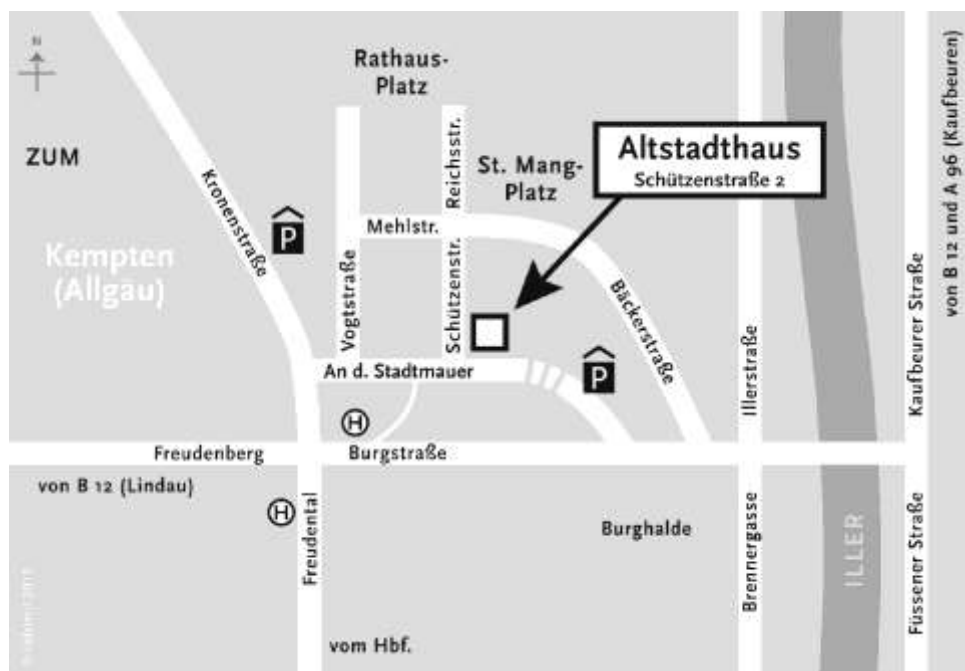 N
Rathaus-
Platz
ZUM
Altstadthaus
Schützenstraße 2
St. Mang-
Platz
Reichsstr.
Kronenstraße
P
Mehlstr.
Kempten
(Allgäu)
Vogtstraße
Schützenstr.
Bäckerstraße
Illerstraße
Kaufbeurer Straße
von B 12 und A 96 (Kaufbeuren)
An d. Stadtmauer
P
H
Freudenberg
Burgstraße
von B 12 (Lindau)
H
Freudental
Burghalde
Brennergasse
ILLER
Füssener Straße
vom Hbf.